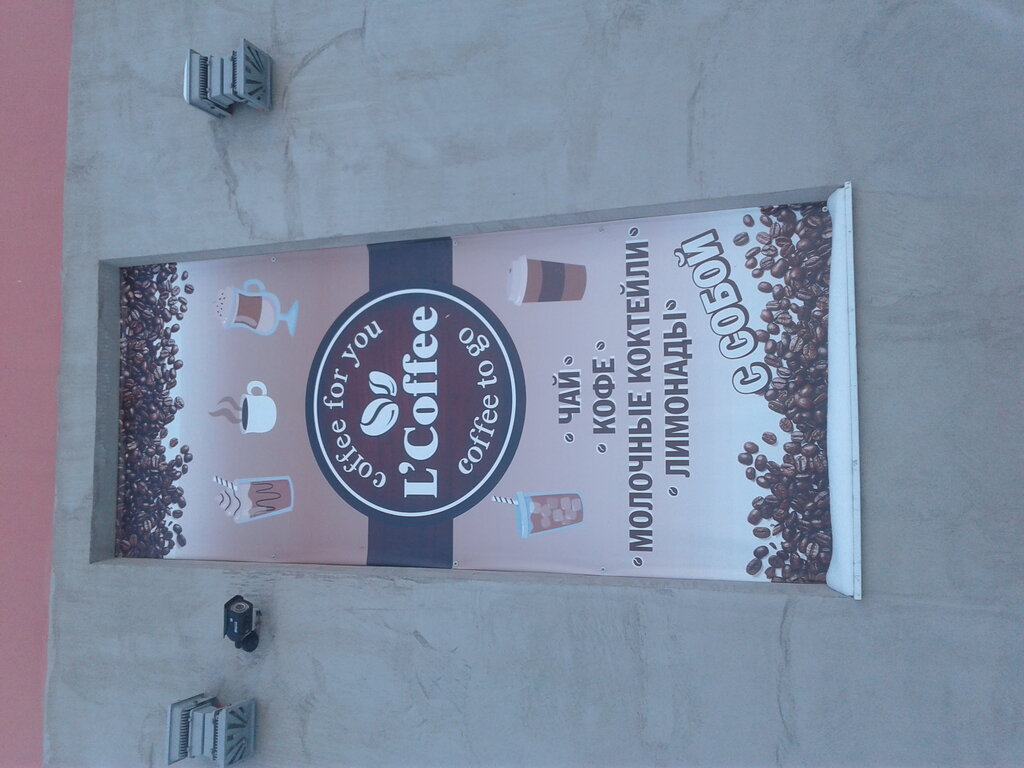 coffee for you
L'Coffee
coffee to go
ЧАЙ
КОФЕ
МОЛОЧНЫЕ КОКТЕЙЛИ
ЛИМОНАДЫ
С СОБОЙ